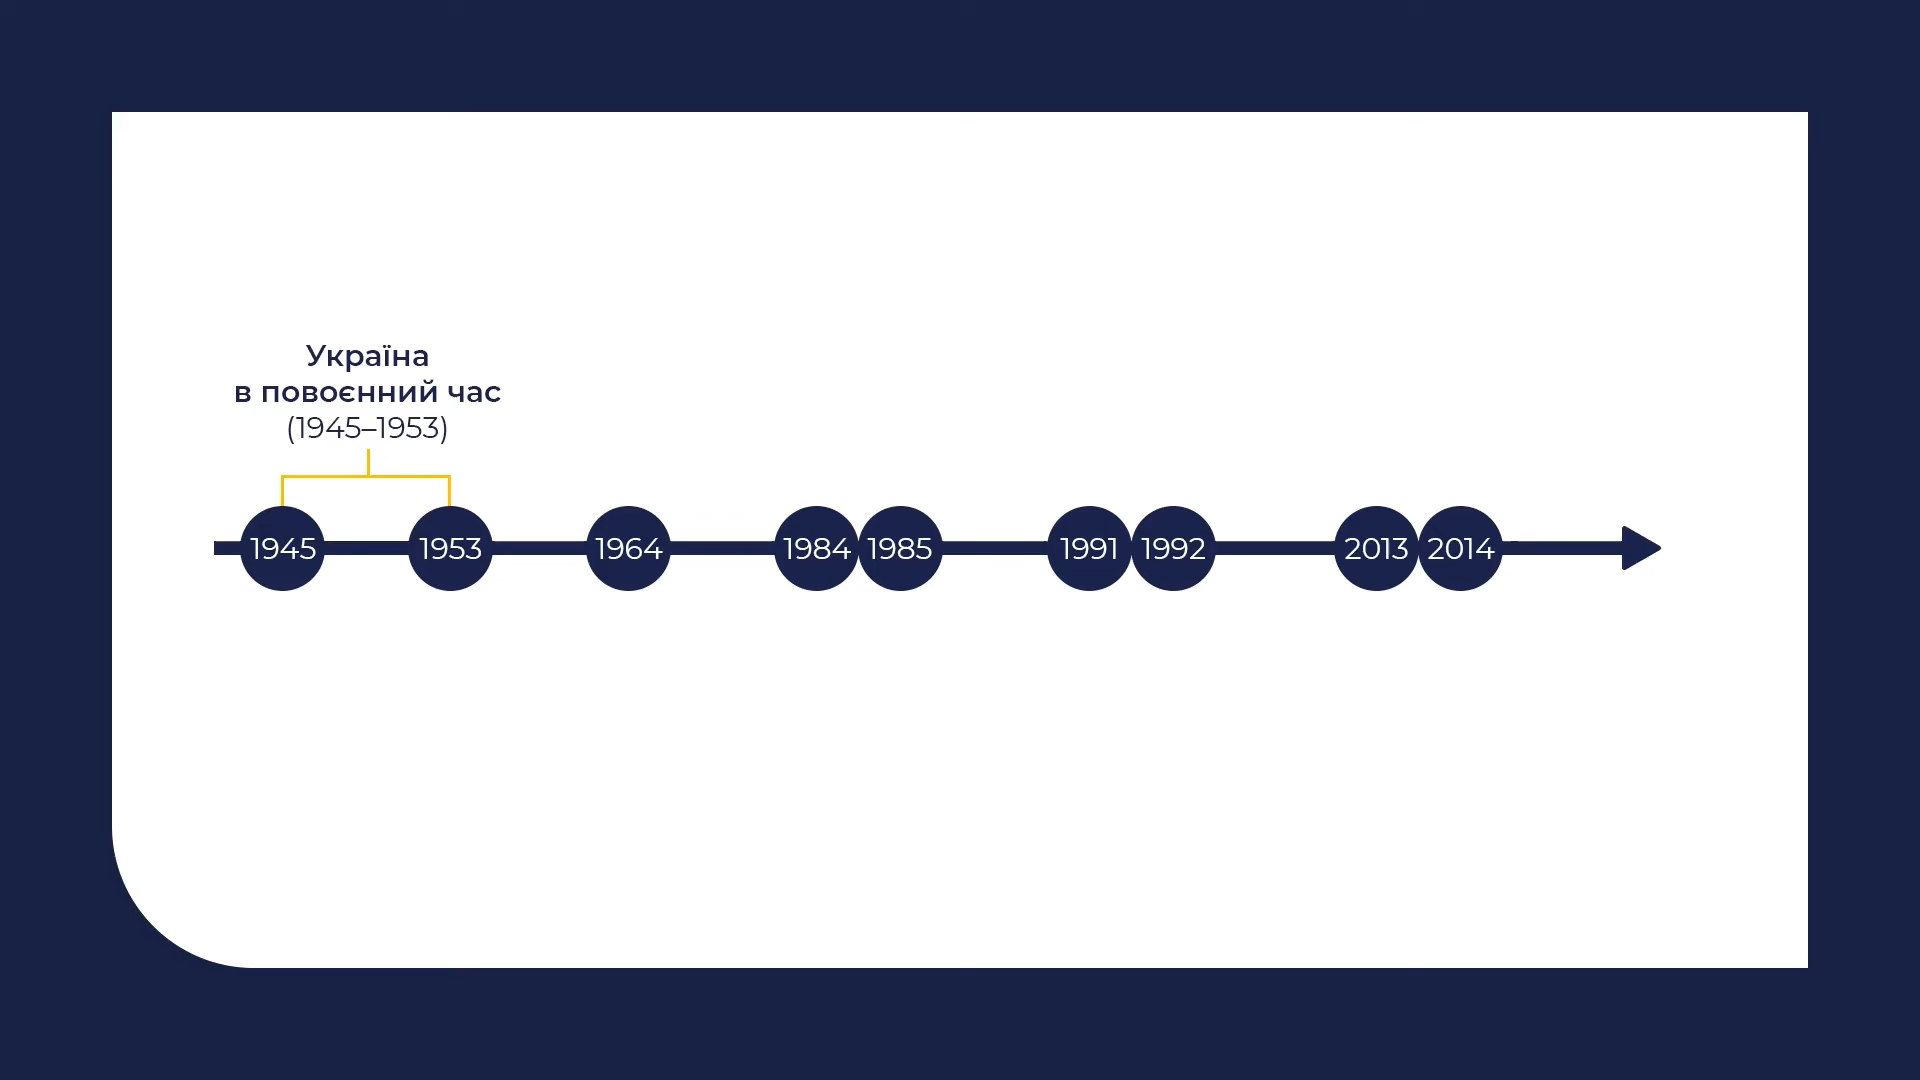 Україна
в повоєнний час
(1945–1953)
1945 1953 1964 1984 1985 1991 1992 2013 2014